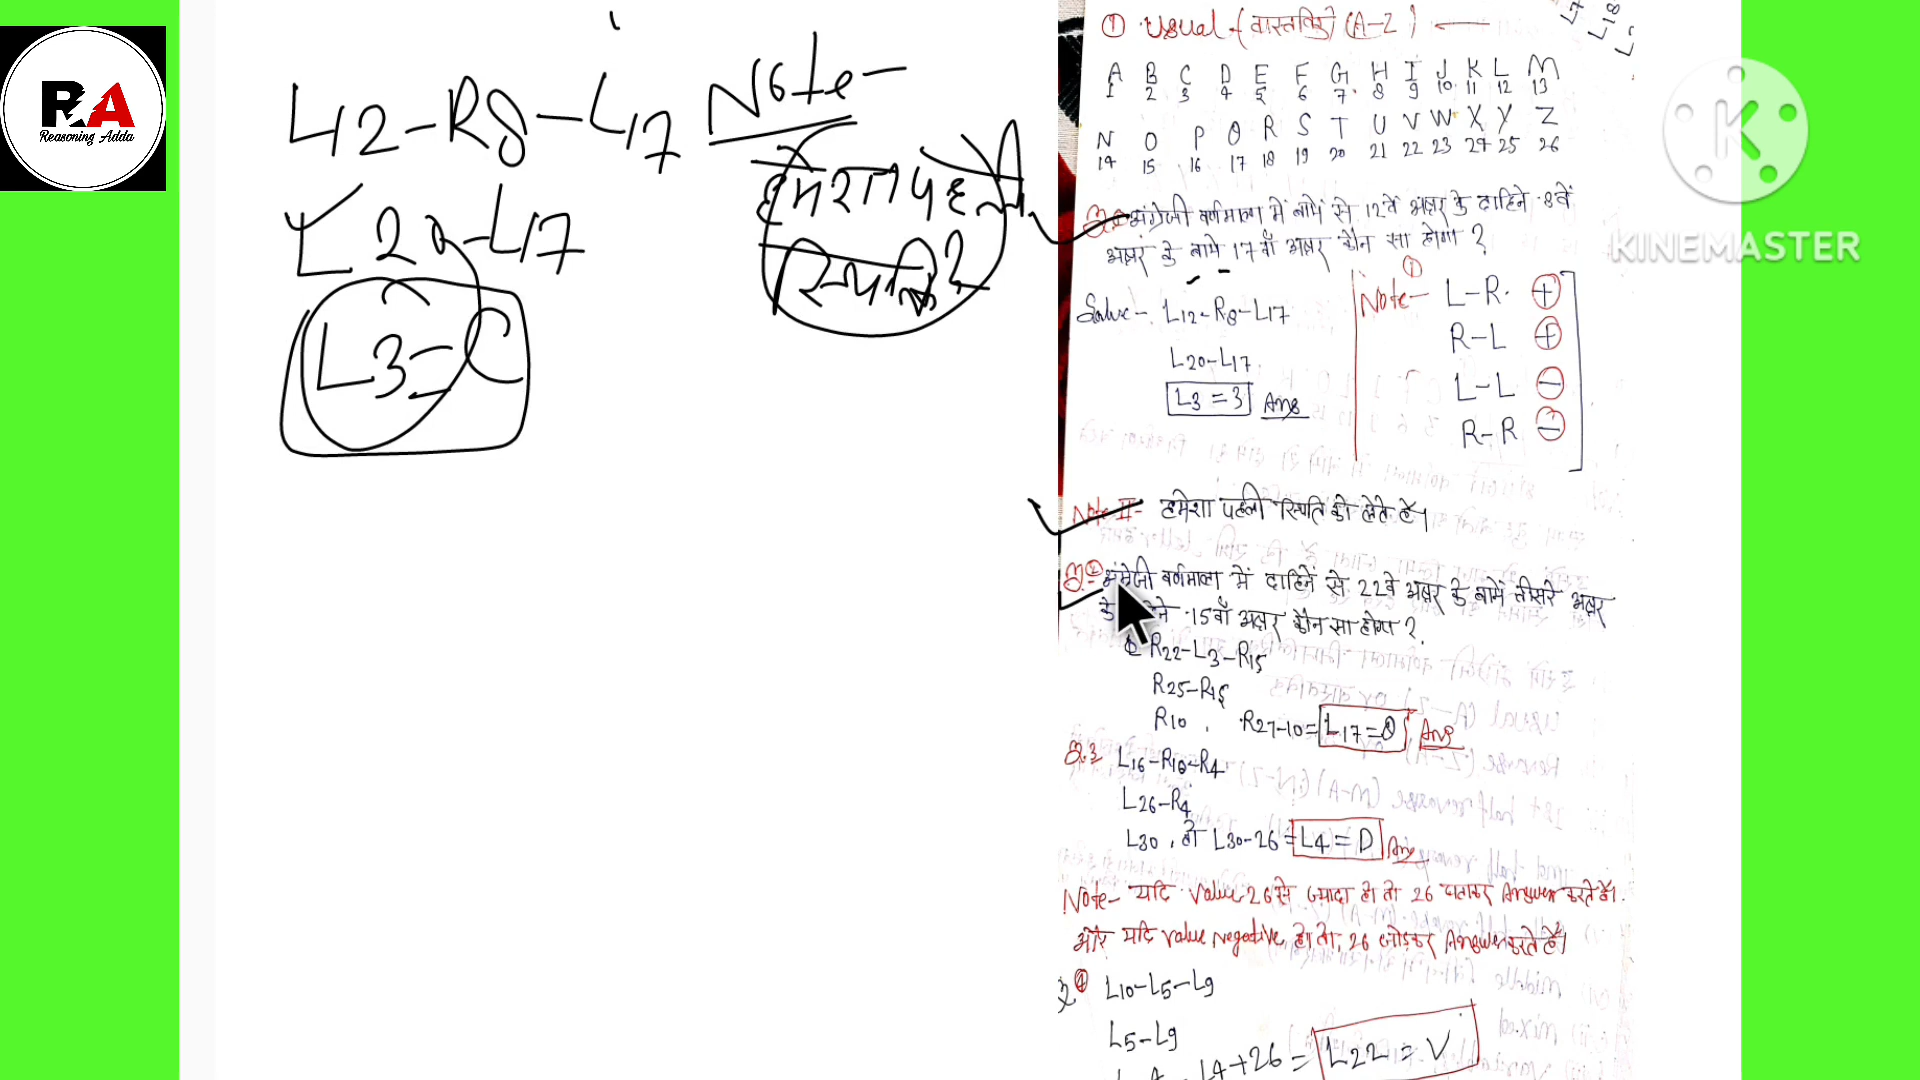 RA
Reasoning Adda
L12-R8-L17 Note-
हमेशा पहली
स्थिति
L20-L17
L3-C
KINEMASTER
① Usual-(वास्तविक) (A-Z)
A B C D E F G H I J K L M
1 2 3 4 5 6 7 8 9 10 11 12 13
N O P Q R S T U V W X Y Z
14 15 16 17 18 19 20 21 22 23 24 25 26
अंग्रेजी वर्णमाला में बायें से 12वें अक्षर के दाहिने 8वें
अक्षर के बायें 17वाँ अक्षर कौन सा होगा ?
Solve- L12-R8-L17
L20-L17
L3=3 Ans
Note- ① L-R ⊕
R-L ⊕
L-L ⊖
R-R ⊖
Note II- हमेशा पहली स्थिति को लेते हैं।
Q② अंग्रेजी वर्णमाला में दाहिने से 22वें अक्षर के बायें तीसरे अक्षर
के 15वाँ अक्षर कौन सा होगा ?
R22-L3-R15
R25-R15
R10, R27-10=L17=Q Ans
Q.3 L16-R10-R4
L26-R4
L30, तो L30-26=L4=D Ans
Note- यदि value 26 से ज्यादा हो तो 26 घटाकर Answer करते हैं।
और यदि value negative हो तो, 26 जोड़कर Answer करते हैं।
④ L10-L5-L9
L5-L9
L4+26=L22=V